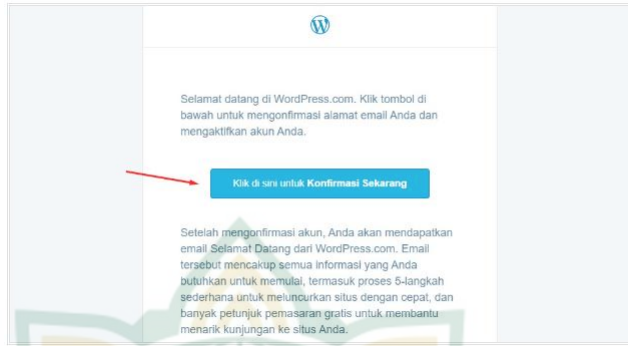 Selamat datang di WordPress.com. Klik tombol di
bawah untuk mengonfirmasi alamat email Anda dan
mengaktifkan akun Anda.
Klik di sini untuk Konfirmasi Sekarang
Setelah mengonfirmasi akun, Anda akan mendapatkan
email Selamat Datang dari WordPress.com. Email
tersebut mencakup semua informasi yang Anda
butuhkan untuk memulai, termasuk proses 5-langkah
sederhana untuk meluncurkan situs dengan cepat, dan
banyak petunjuk pemasaran gratis untuk membantu
menarik kunjungan ke situs Anda.